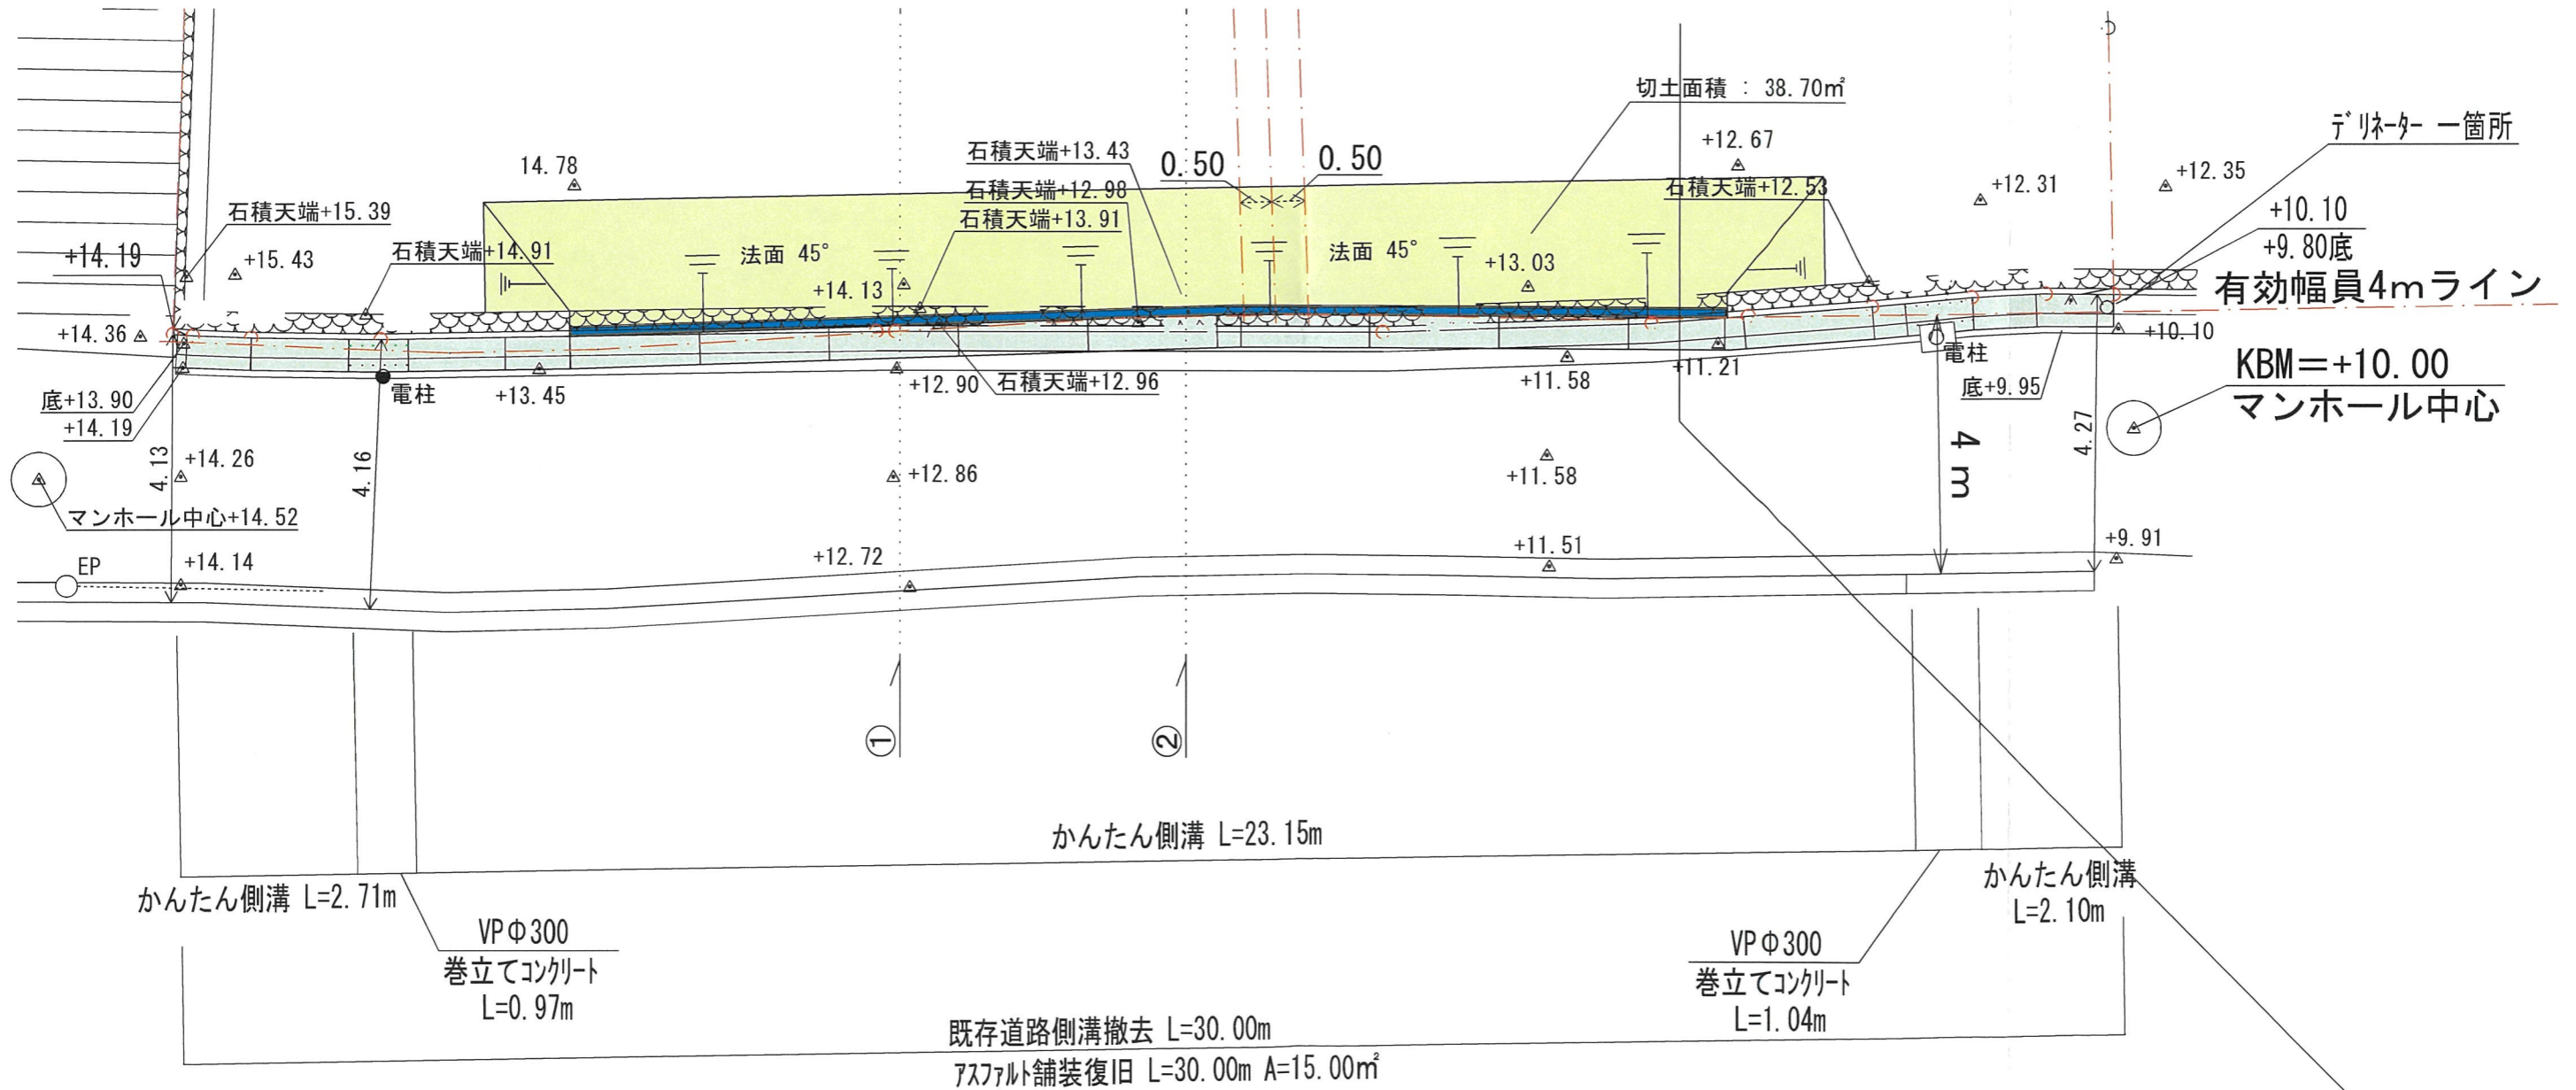 切土面積 : 38.70㎡
デリネーター 一箇所
+12.67
石積天端+13.43
0.50
0.50
14.78
石積天端+12.98
石積天端+12.53
+12.31
+12.35
石積天端+15.39
石積天端+13.91
+10.10
+9.80底
+14.19
+15.43
石積天端+14.91
法面 45°
法面 45°
+13.03
+14.13
有効幅員4mライン
+14.36
+10.10
電柱
KBM=+10.00
マンホール中心
底+13.90
+14.19
電柱
+13.45
+12.90
石積天端+12.96
+11.58
+11.21
底+9.95
4.13
+14.26
4.16
+12.86
+11.58
4m
4.27
マンホール中心+14.52
EP
+14.14
+12.72
+11.51
+9.91
①
②
かんたん側溝 L=23.15m
かんたん側溝 L=2.71m
かんたん側溝
L=2.10m
VPΦ300
巻立てコンクリート
L=0.97m
VPΦ300
巻立てコンクリート
L=1.04m
既存道路側溝撤去 L=30.00m
アスファルト舗装復旧 L=30.00m A=15.00㎡